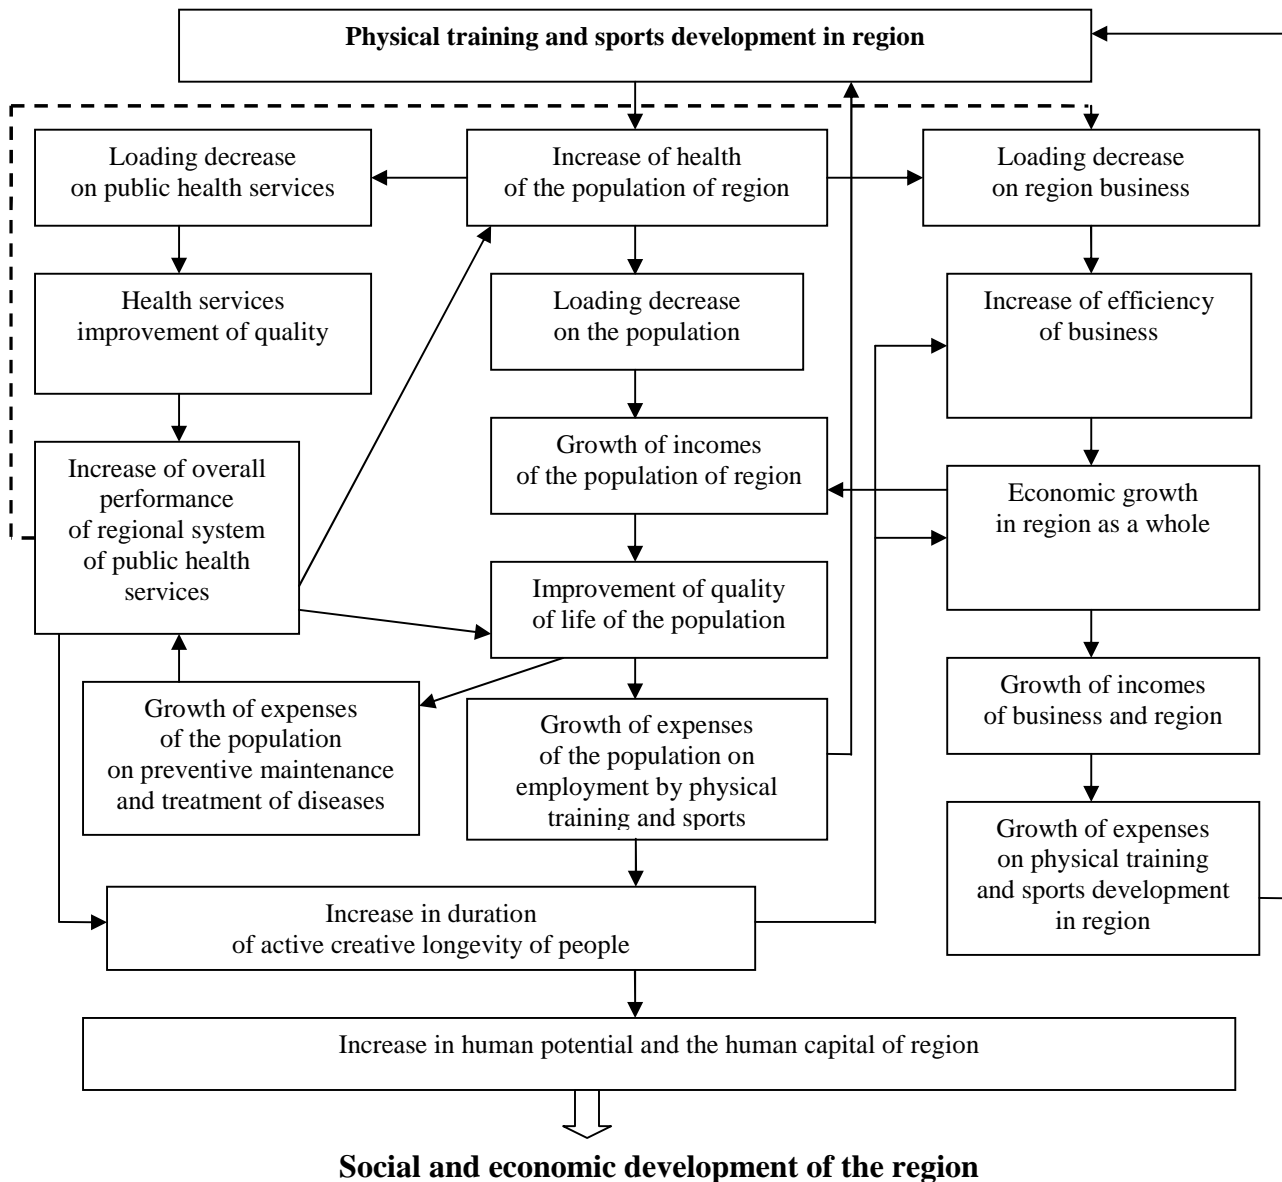 Physical training and sports development in region
Loading decrease
on public health services
Increase of health
of the population of region
Loading decrease
on region business
Health services
improvement of quality
Loading decrease
on the population
Increase of efficiency
of business
Increase of overall
performance
of regional system
of public health
services
Growth of incomes
of the population of region
Economic growth
in region as a whole
Improvement of quality
of life of the population
Growth of expenses
of the population
on preventive maintenance
and treatment of diseases
Growth of expenses
of the population on
employment by physical
training and sports
Growth of incomes
of business and region
Growth of expenses
on physical training
and sports development
in region
Increase in duration
of active creative longevity of people
Increase in human potential and the human capital of region
Social and economic development of the region